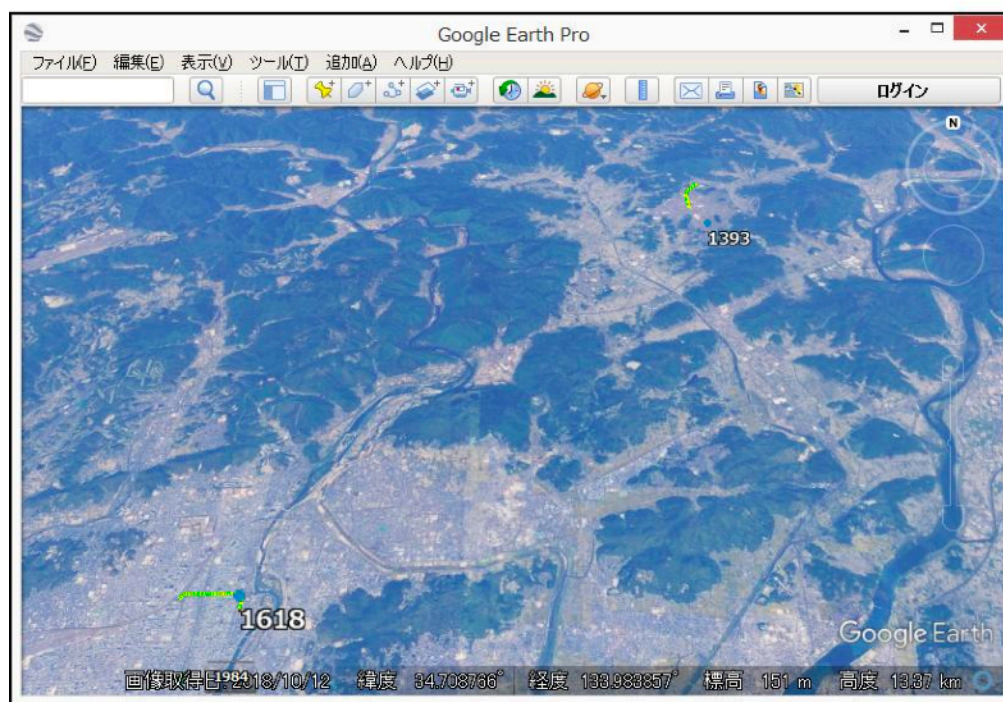 Google Earth Pro
ファイル(F) 編集(E) 表示(V) ツール(T) 追加(A) ヘルプ(H)
ログイン
N
1393
1618
Google Earth
1984
画像取得日: 2018/10/12 緯度 34.708736° 経度 133.983857° 標高 151 m 高度 13.37 km